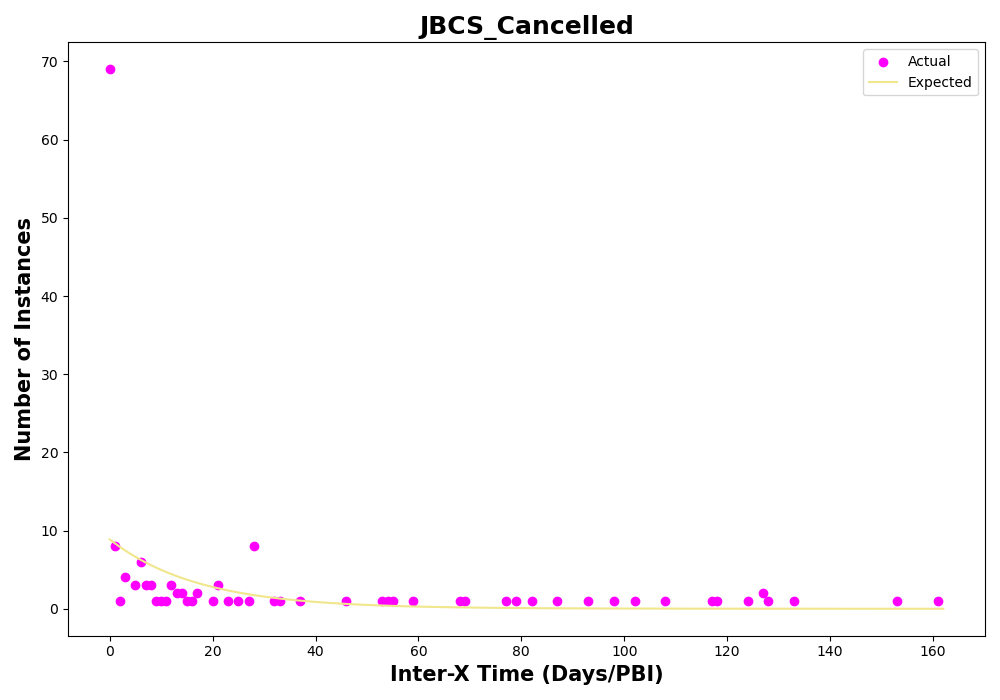 JBCS_Cancelled
Actual
Expected
70
60
50
40
30
20
10
0
Number of Instances
0 20 40 60 80 100 120 140 160
Inter-X Time (Days/PBI)